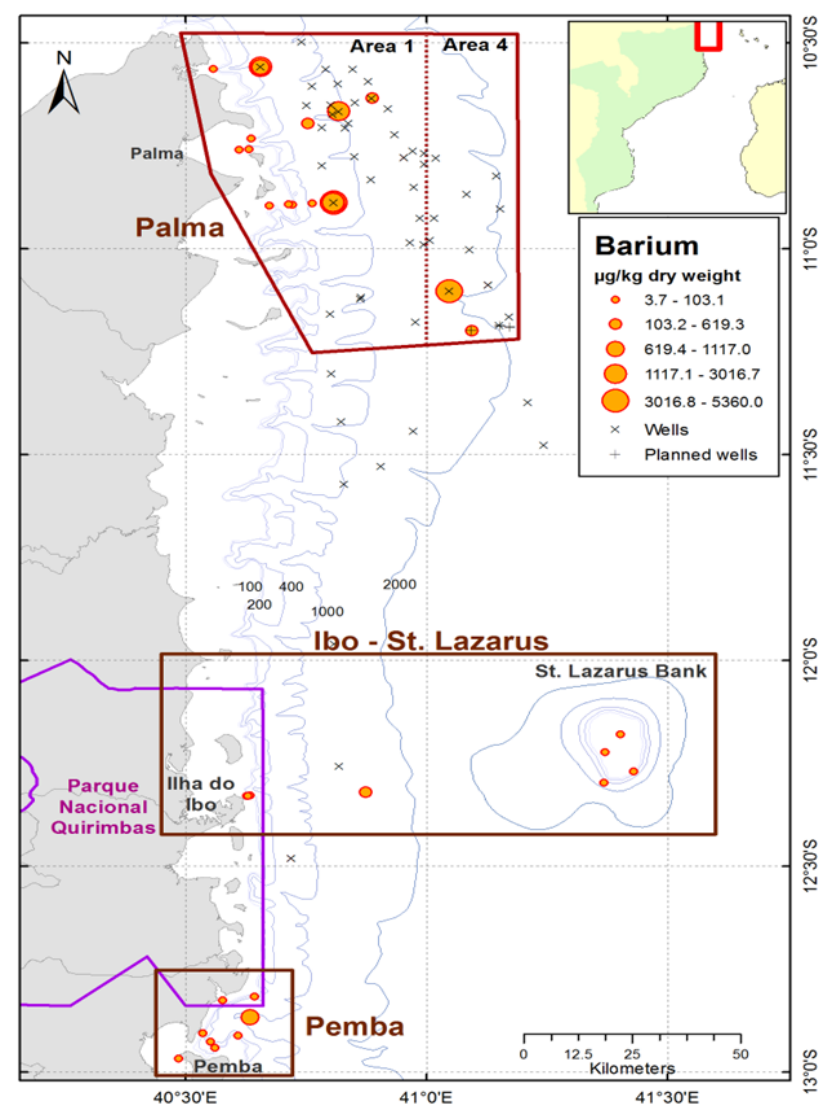 N
Area 1
Area 4
Palma
Palma
Barium
µg/kg dry weight
3.7 - 103.1
103.2 - 619.3
619.4 - 1117.0
1117.1 - 3016.7
3016.8 - 5360.0
Wells
Planned wells
100
400
2000
200
1000
Ibo - St. Lazarus
St. Lazarus Bank
Ilha do
Ibo
Parque
Nacional
Quirimbas
Pemba
Pemba
0
12.5
25
50
Kilometers
10°30'S
11°0'S
11°30'S
12°0'S
12°30'S
13°0'S
40°30'E
41°0'E
41°30'E